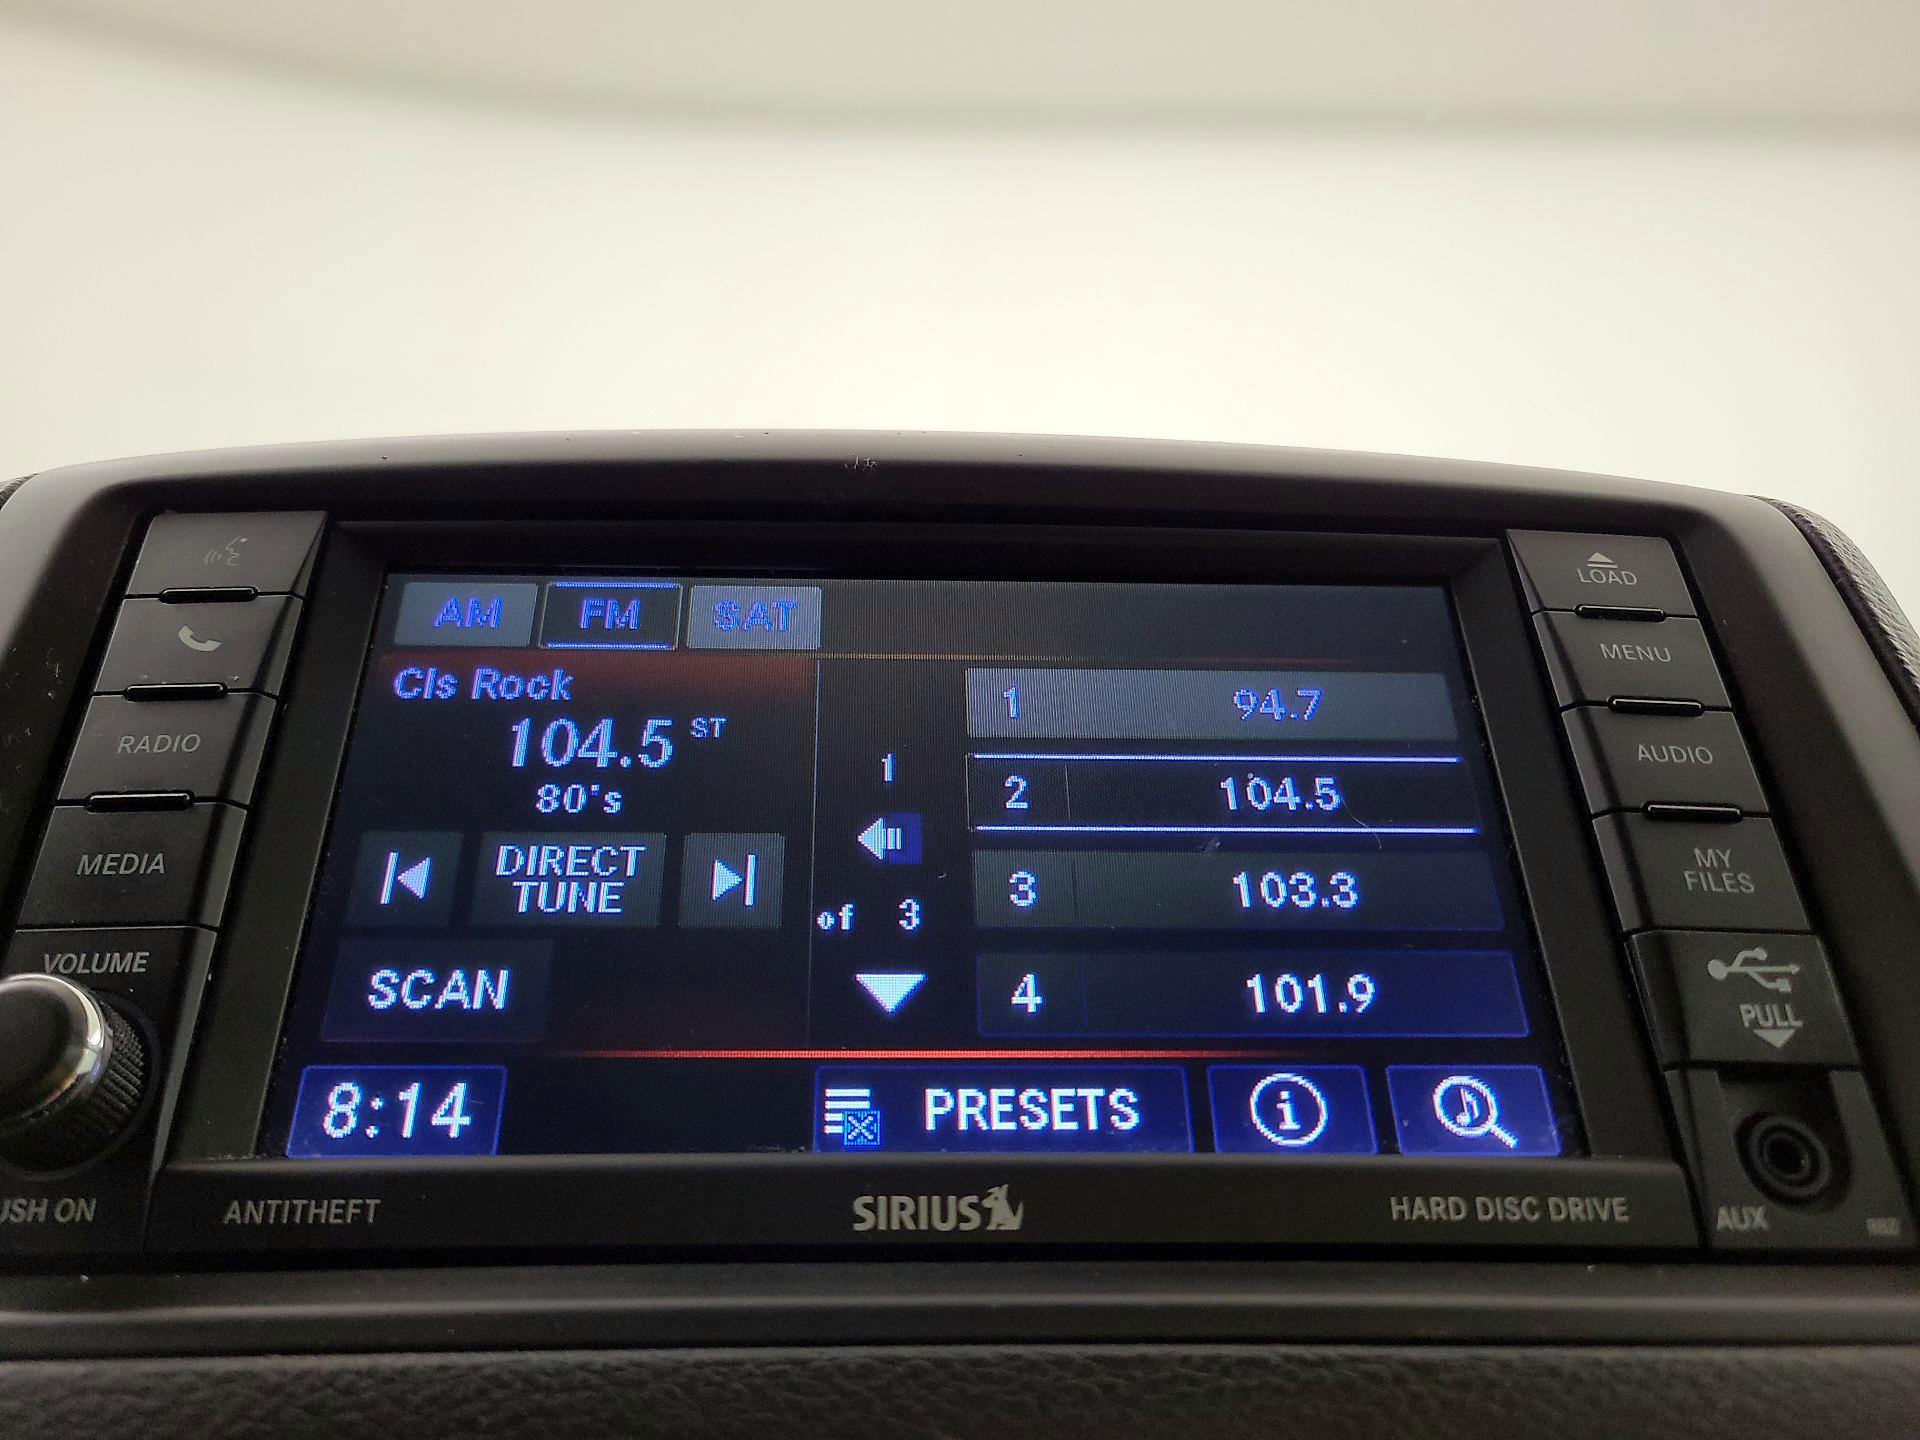 AM FM SAT
Cls Rock
104.5 ST
80's
DIRECT
TUNE
SCAN
1
of 3
1 94.7
2 104.5
3 103.3
4 101.9
8:14
PRESETS
i
RADIO
MEDIA
VOLUME
USH ON
LOAD
MENU
AUDIO
MY
FILES
PULL
AUX
ANTITHEFT
SIRIUS
HARD DISC DRIVE